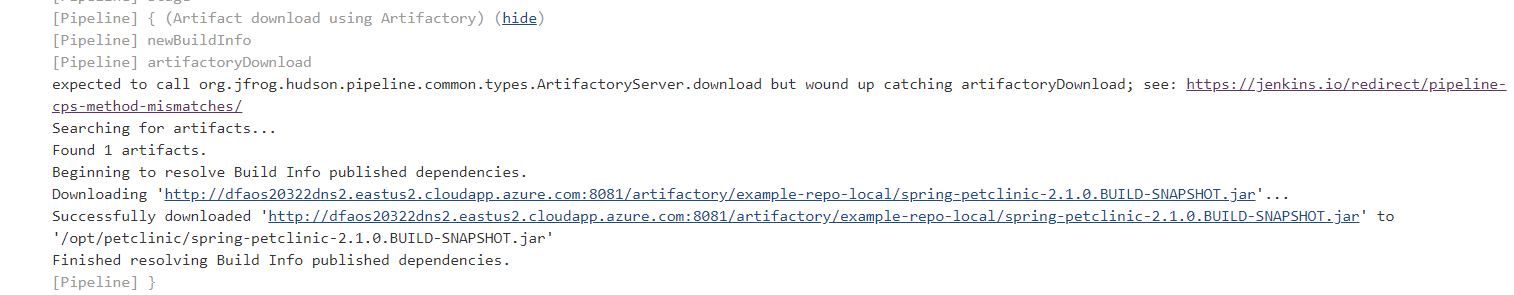 [Pipeline] stage
[Pipeline] { (Artifact download using Artifactory) (hide)
[Pipeline] newBuildInfo
[Pipeline] artifactoryDownload
expected to call org.jfrog.hudson.pipeline.common.types.ArtifactoryServer.download but wound up catching artifactoryDownload; see: https://jenkins.io/redirect/pipeline-
cps-method-mismatches/
Searching for artifacts...
Found 1 artifacts.
Beginning to resolve Build Info published dependencies.
Downloading 'http://dfaos20322dns2.eastus2.cloudapp.azure.com:8081/artifactory/example-repo-local/spring-petclinic-2.1.0.BUILD-SNAPSHOT.jar'...
Successfully downloaded 'http://dfaos20322dns2.eastus2.cloudapp.azure.com:8081/artifactory/example-repo-local/spring-petclinic-2.1.0.BUILD-SNAPSHOT.jar' to
'/opt/petclinic/spring-petclinic-2.1.0.BUILD-SNAPSHOT.jar'
Finished resolving Build Info published dependencies.
[Pipeline] }